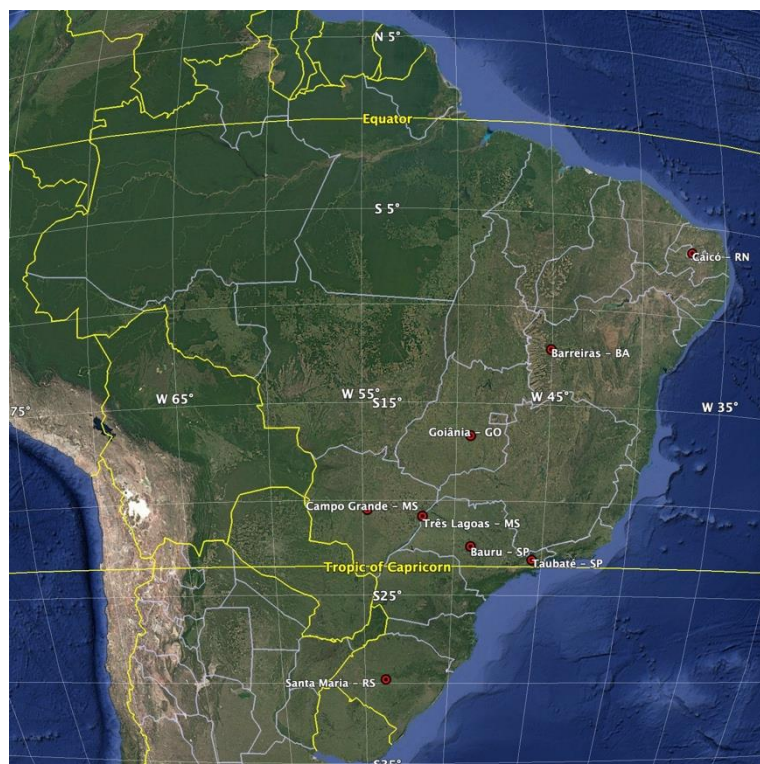 N 5°
Equator
S 5°
Caicó – RN
Barreiras – BA
W 65°
W 55°
S15°
W 45°
W 35°
75°
Goiânia – GO
Campo Grande – MS
Três Lagoas – MS
Bauru – SP
Taubaté – SP
Tropic of Capricorn
S25°
Santa Maria – RS
S35°